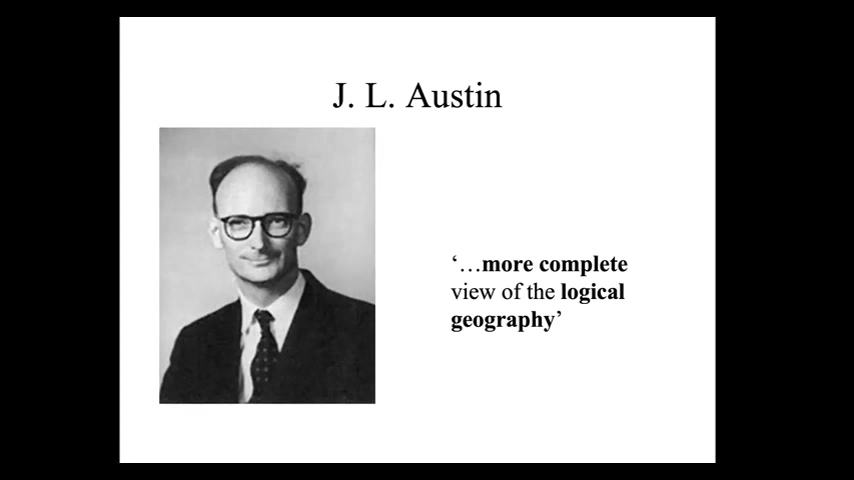 J. L. Austin
‘…more complete
view of the logical
geography’